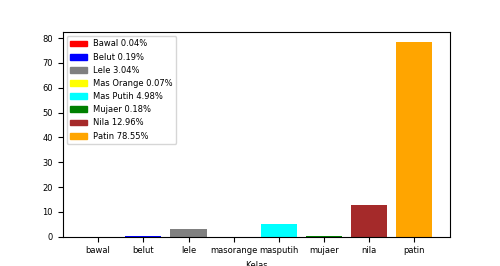 80
70
60
50
40
30
20
10
0
Bawal 0.04%
Belut 0.19%
Lele 3.04%
Mas Orange 0.07%
Mas Putih 4.98%
Mujaer 0.18%
Nila 12.96%
Patin 78.55%
bawal belut lele masorange masputih mujaer nila patin
Kelas